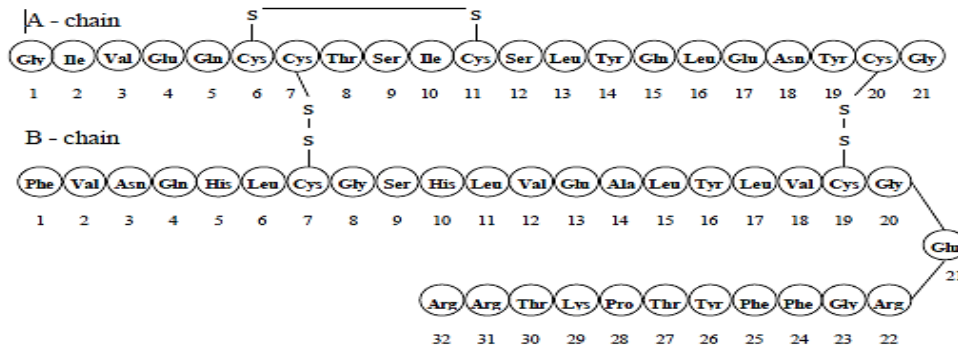 A - chain
S S
Gly Ile Val Glu Gln Cys Cys Thr Ser Ile Cys Ser Leu Tyr Gln Leu Glu Asn Tyr Cys Gly
1 2 3 4 5 6 7 8 9 10 11 12 13 14 15 16 17 18 19 20 21
S S
S S
B - chain
Phe Val Asn Gln His Leu Cys Gly Ser His Leu Val Glu Ala Leu Tyr Leu Val Cys Gly
1 2 3 4 5 6 7 8 9 10 11 12 13 14 15 16 17 18 19 20
Glu
21
Arg Arg Thr Lys Pro Thr Tyr Phe Phe Gly Arg
32 31 30 29 28 27 26 25 24 23 22